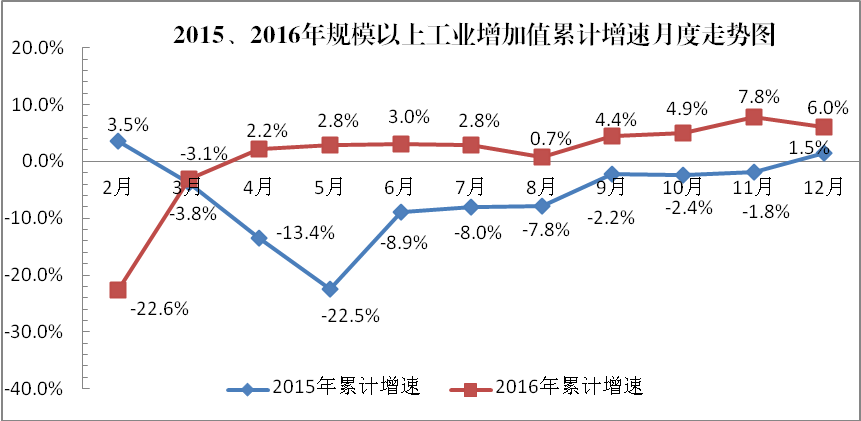 2015、2016年规模以上工业增加值累计增速月度走势图
20.0%
10.0%
0.0%
-10.0%
-20.0%
-30.0%
-40.0%
3.5%
-3.1%
2.2%
2.8%
3.0%
2.8%
0.7%
4.4%
4.9%
7.8%
6.0%
1.5%
2月
3月
4月
5月
6月
7月
8月
9月
10月
11月
12月
-3.8%
-13.4%
-22.5%
-8.9%
-8.0%
-7.8%
-2.2%
-2.4%
-1.8%
-22.6%
2015年累计增速
2016年累计增速